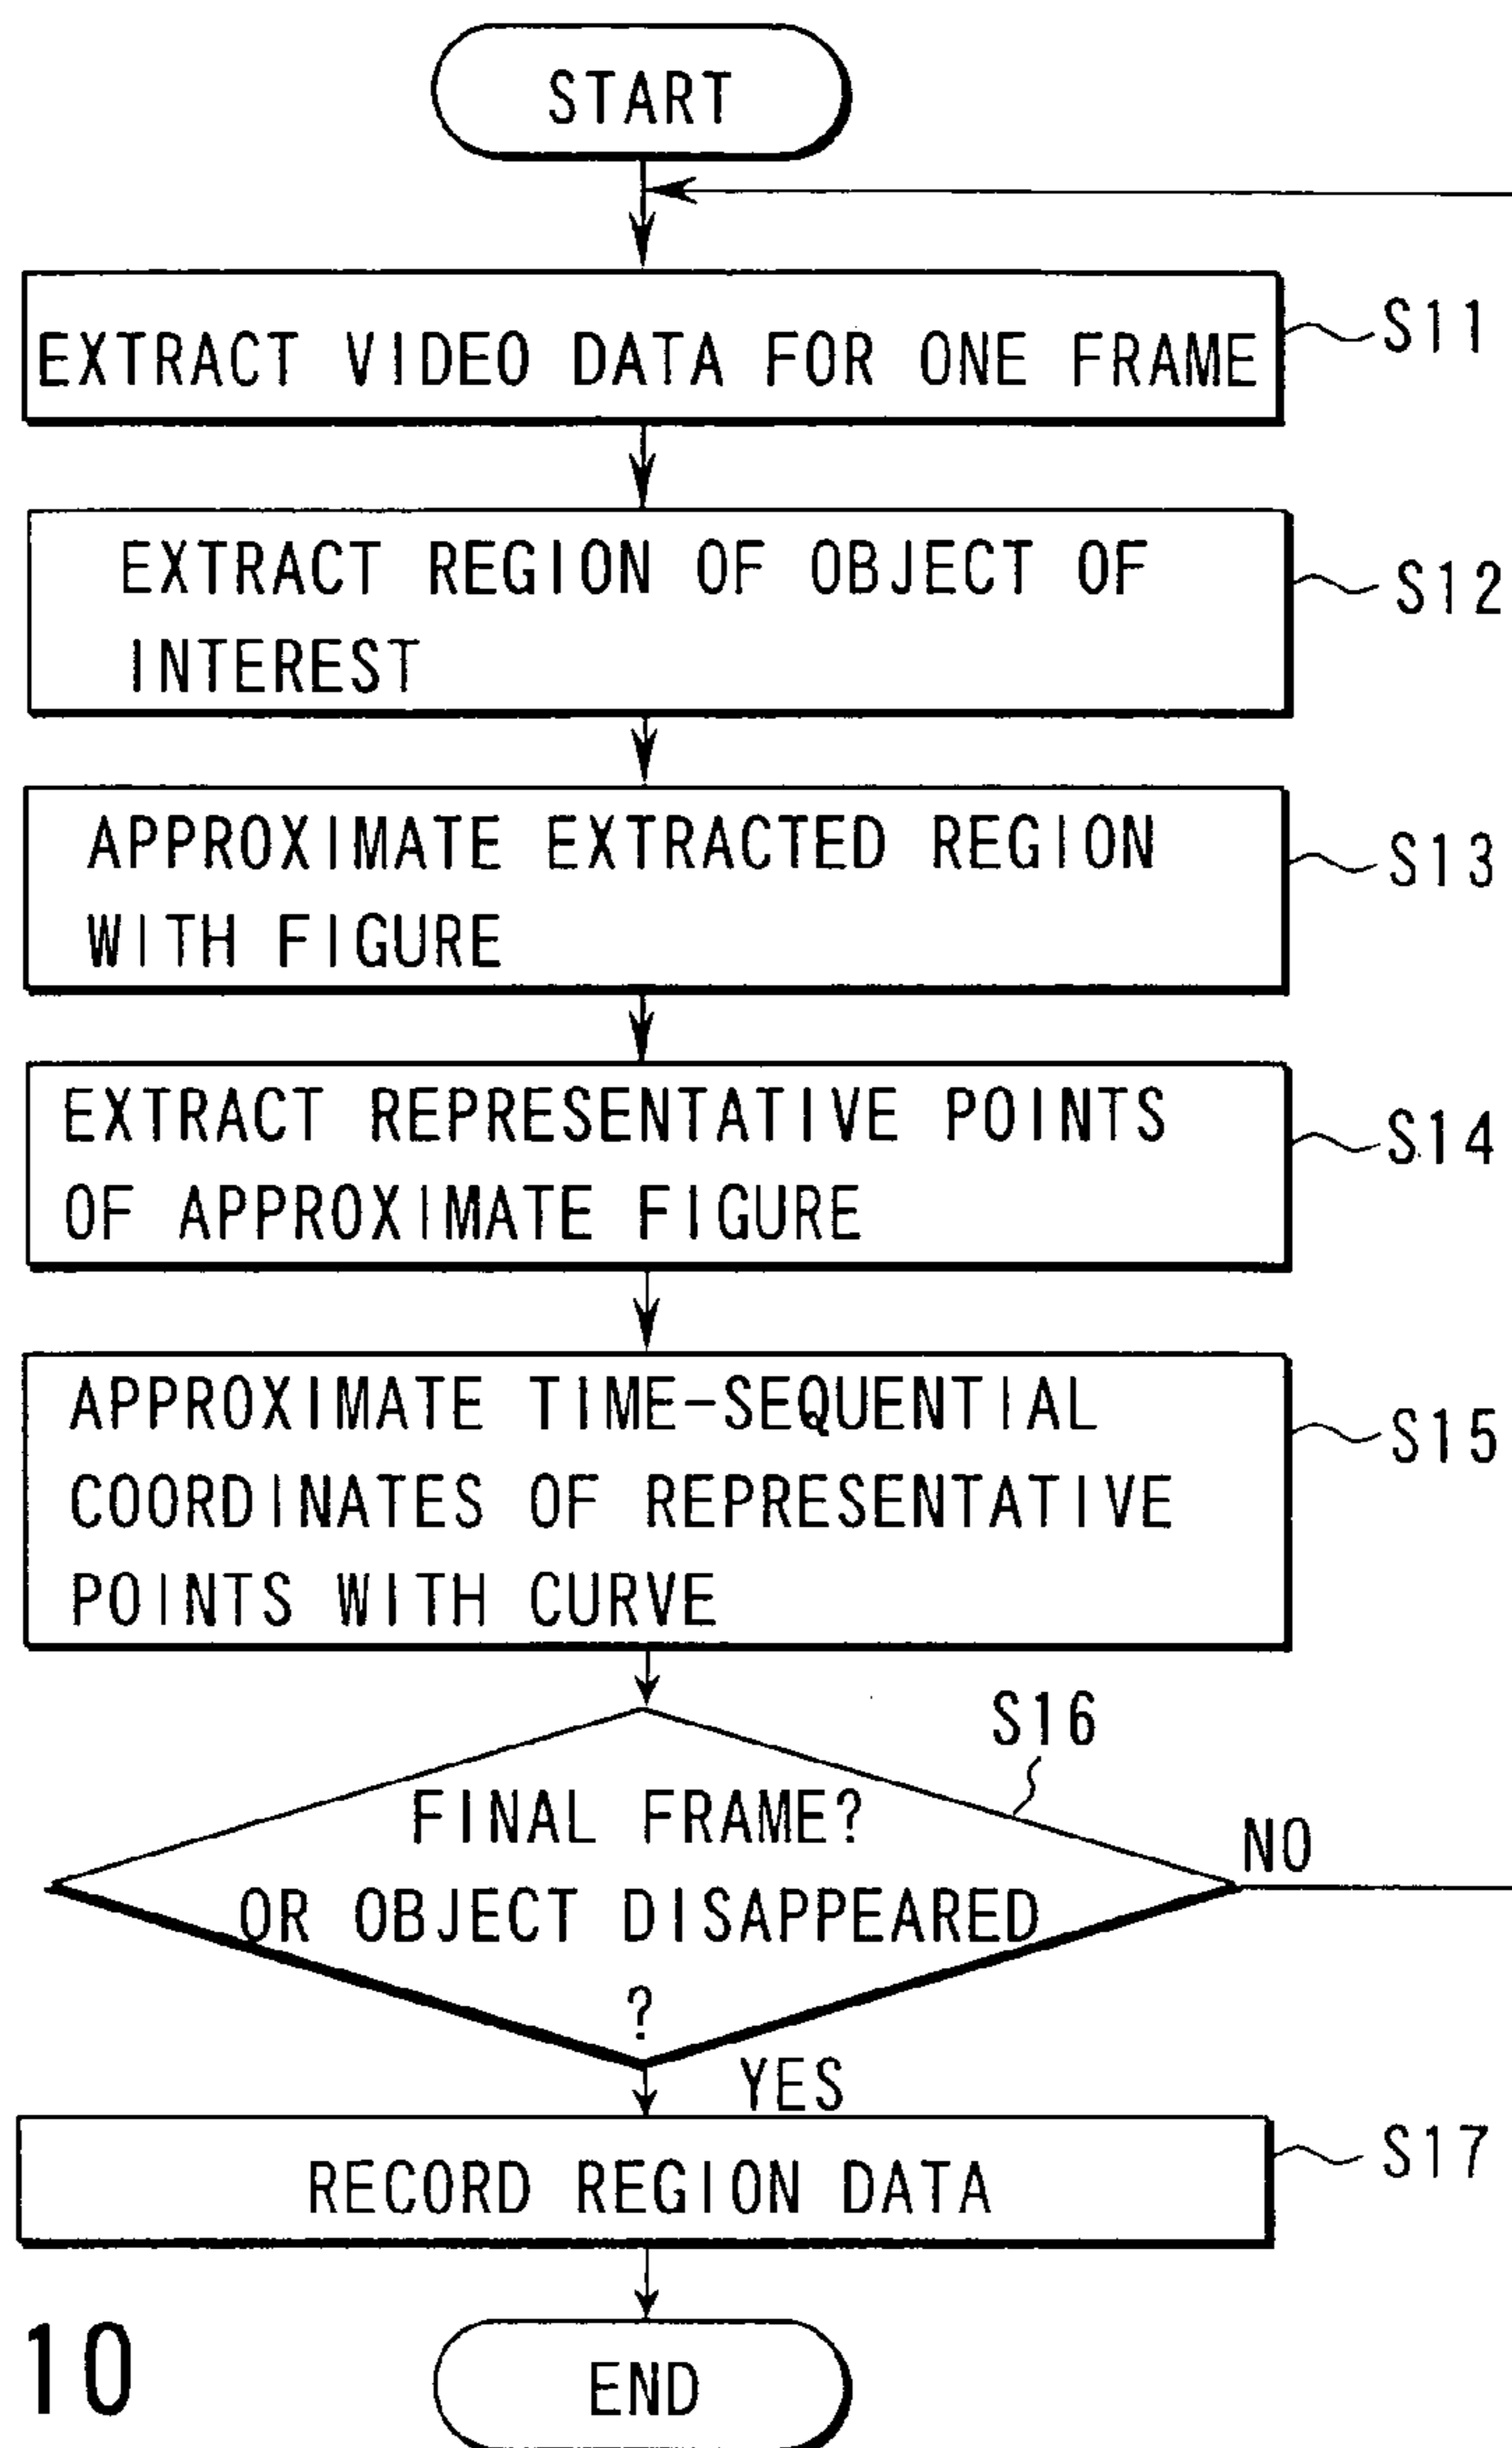 START
EXTRACT VIDEO DATA FOR ONE FRAME
S11
EXTRACT REGION OF OBJECT OF
INTEREST
S12
APPROXIMATE EXTRACTED REGION
WITH FIGURE
S13
EXTRACT REPRESENTATIVE POINTS
OF APPROXIMATE FIGURE
S14
APPROXIMATE TIME-SEQUENTIAL
COORDINATES OF REPRESENTATIVE
POINTS WITH CURVE
S15
S16
FINAL FRAME?
OR OBJECT DISAPPEARED
?
NO
YES
RECORD REGION DATA
S17
END
10